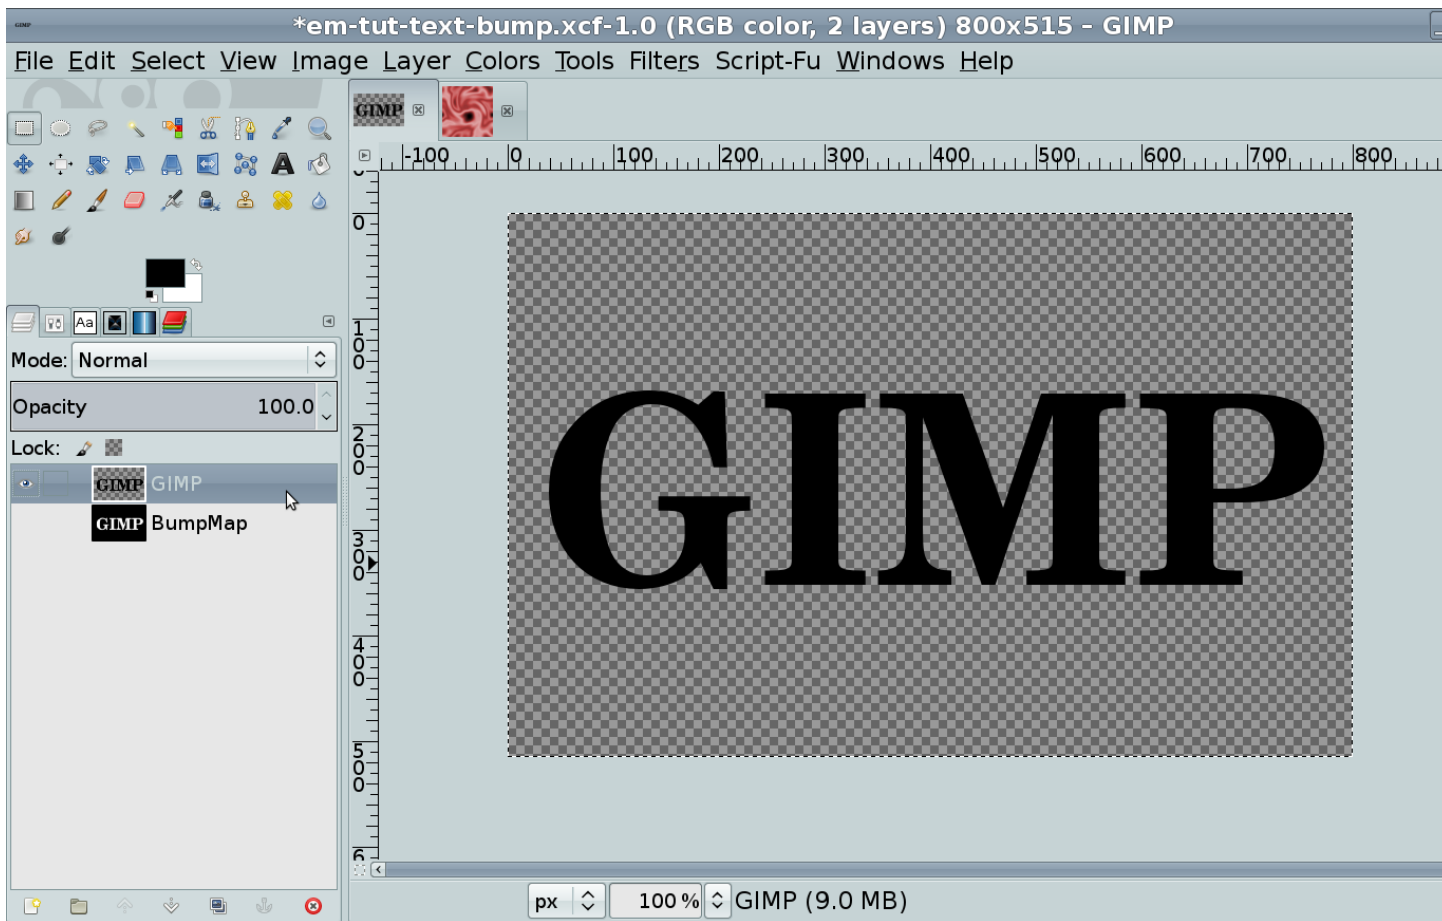 *em-tut-text-bump.xcf-1.0 (RGB color, 2 layers) 800x515 – GIMP
File Edit Select View Image Layer Colors Tools Filters Script-Fu Windows Help
GIMP
-100 0 100 200 300 400 500 600 700 800
0
100
200
300
400
500
6
Aa
Mode: Normal
Opacity 100.0
Lock:
GIMP GIMP
GIMP BumpMap
GIMP
px 100 % GIMP (9.0 MB)